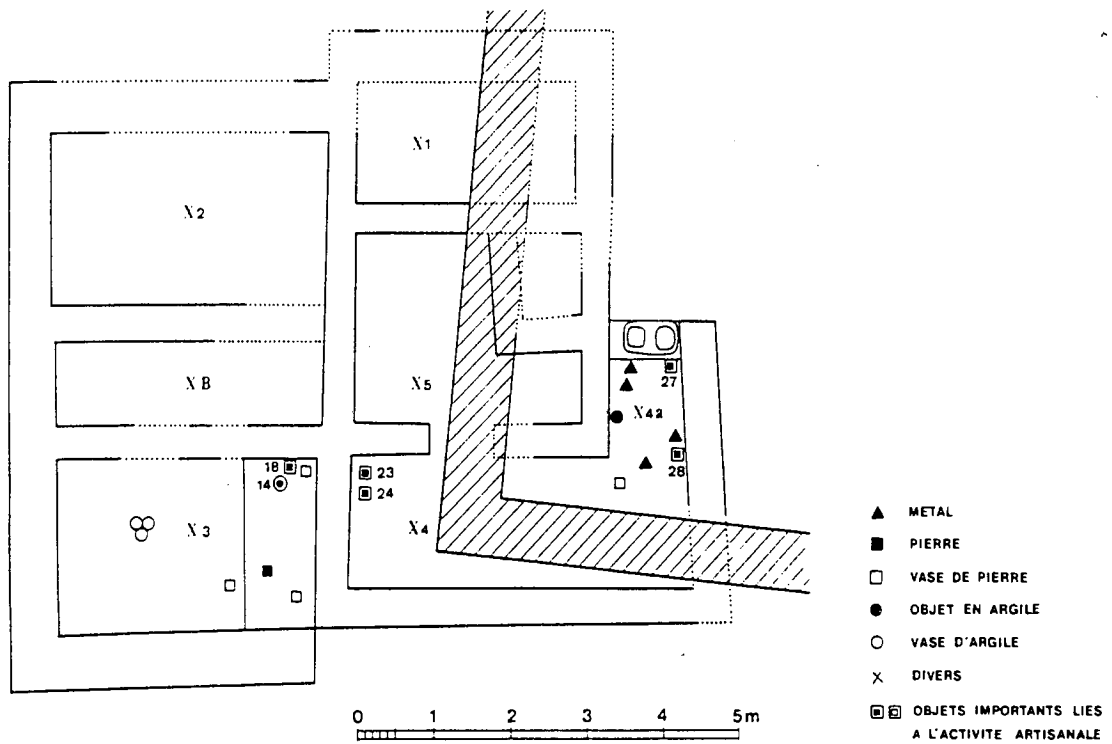 X1
X2
XB
X5
X42
27
28
18
14
23
24
X3
X4
METAL
PIERRE
VASE DE PIERRE
OBJET EN ARGILE
VASE D'ARGILE
DIVERS
OBJETS IMPORTANTS LIES
A L'ACTIVITE ARTISANALE
0 1 2 3 4 5m